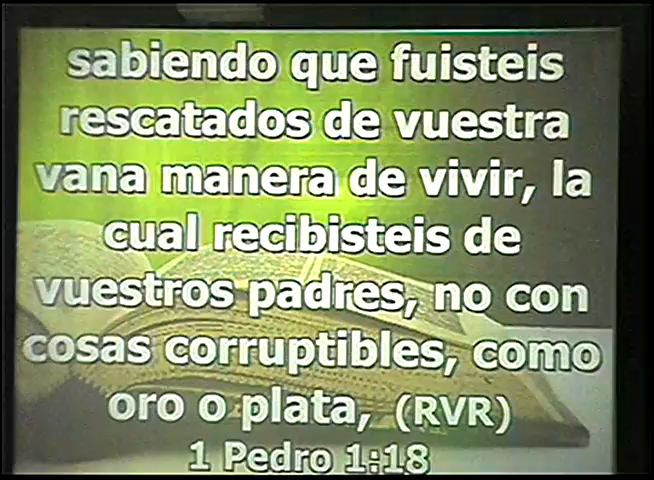 sabiendo que fuisteis
rescatados de vuestra
vana manera de vivir, la
cual recibisteis de
vuestros padres, no con
cosas corruptibles, como
oro o plata, (RVR)
1 Pedro 1:18